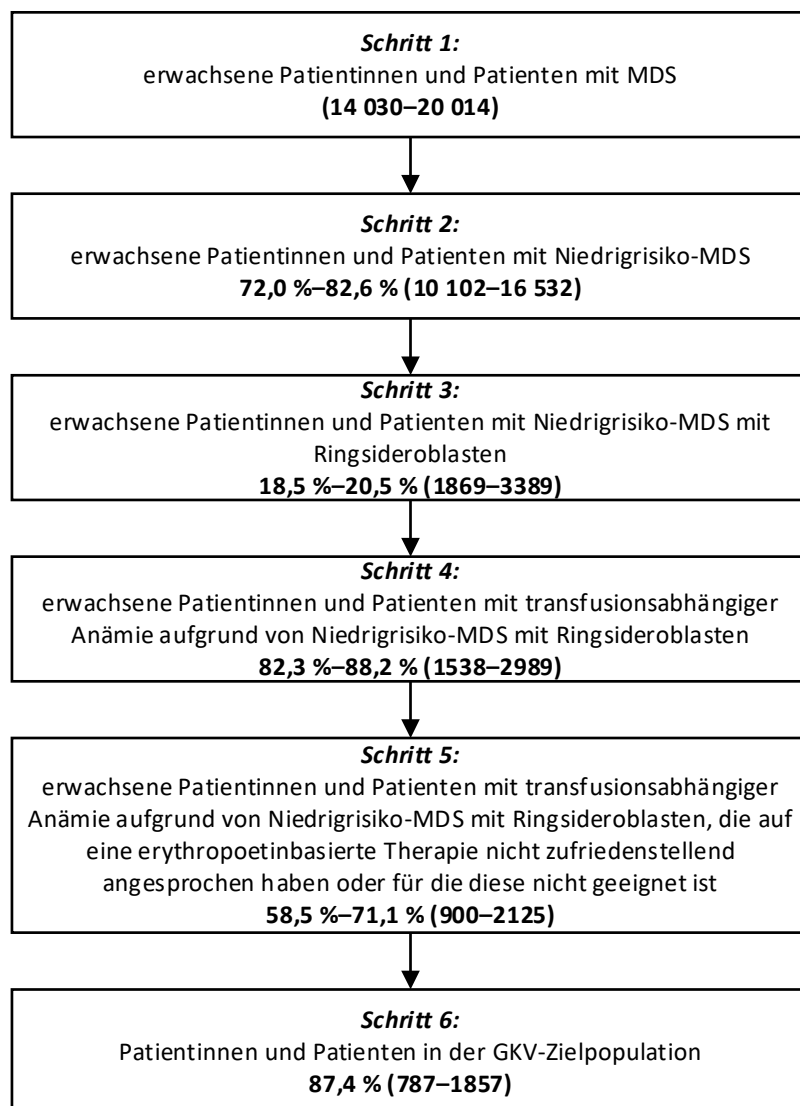 Schritt 1:
erwachsene Patientinnen und Patienten mit MDS
(14 030–20 014)
Schritt 2:
erwachsene Patientinnen und Patienten mit Niedrigrisiko-MDS
72,0 %–82,6 % (10 102–16 532)
Schritt 3:
erwachsene Patientinnen und Patienten mit Niedrigrisiko-MDS mit
Ringsideroblasten
18,5 %–20,5 % (1869–3389)
Schritt 4:
erwachsene Patientinnen und Patienten mit transfusionsabhängiger
Anämie aufgrund von Niedrigrisiko-MDS mit Ringsideroblasten
82,3 %–88,2 % (1538–2989)
Schritt 5:
erwachsene Patientinnen und Patienten mit transfusionsabhängiger
Anämie aufgrund von Niedrigrisiko-MDS mit Ringsideroblasten, die auf
eine erythropoetinbasierte Therapie nicht zufriedenstellend
angesprochen haben oder für die diese nicht geeignet ist
58,5 %–71,1 % (900–2125)
Schritt 6:
Patientinnen und Patienten in der GKV-Zielpopulation
87,4 % (787–1857)